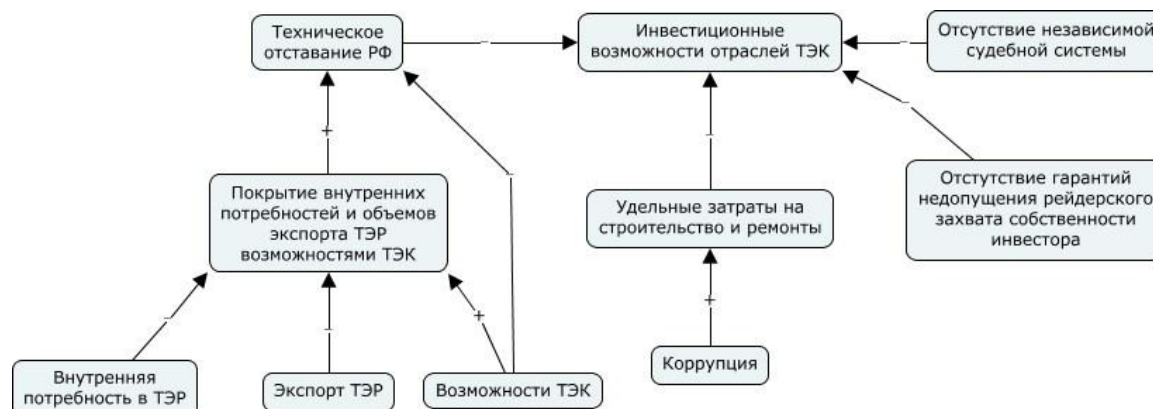 Техническое
отставание РФ
Инвестиционные
возможности отраслей ТЭК
Отсутствие независимой
судебной системы
Покрытие внутренних
потребностей и объемов
экспорта ТЭР
возможностями ТЭК
Удельные затраты на
строительство и ремонты
Отстутствие гарантий
недопущения рейдерского
захвата собственности
инвестора
Внутренняя
потребность в ТЭР
Экспорт ТЭР
Возможности ТЭК
Коррупция